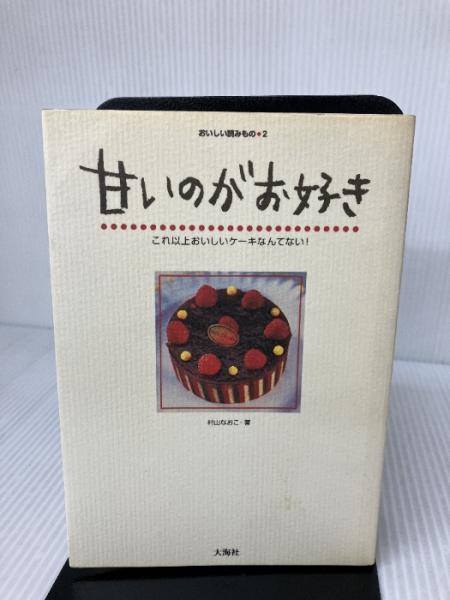 おいしい読みもの●2
甘いのがお好き
これ以上おいしいケーキなんてない!
村山なおこ・著
大海社